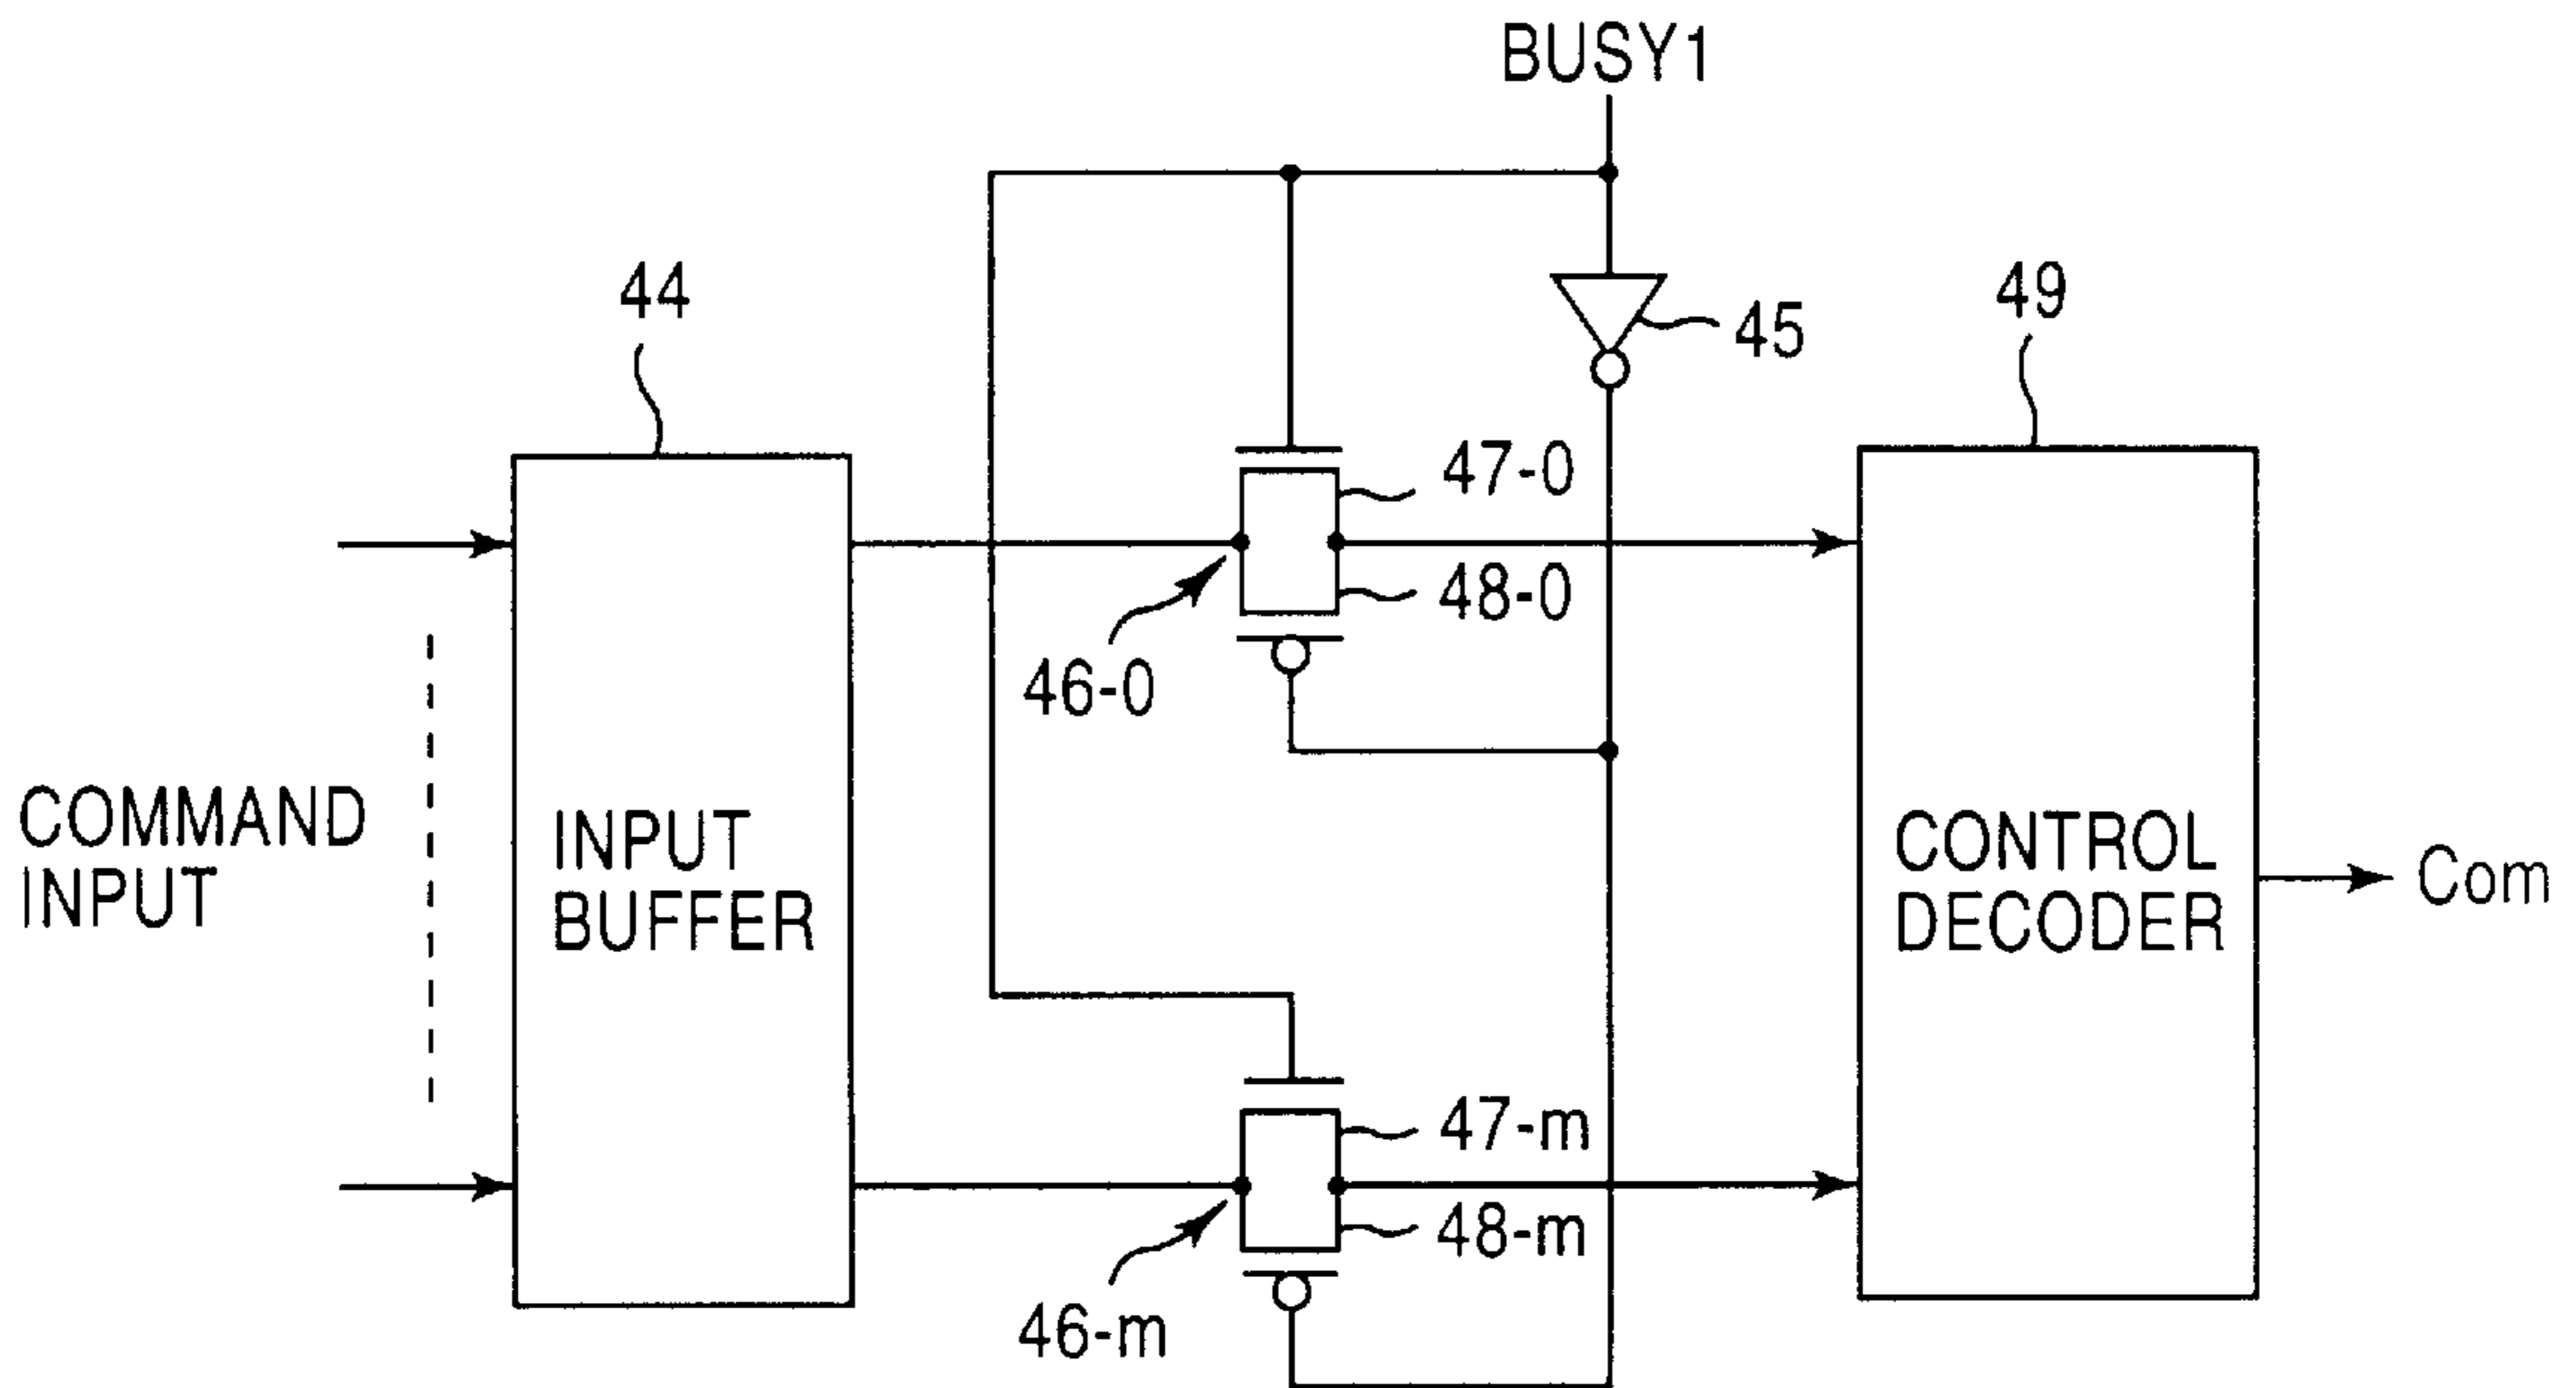 BUSY1
44
45
49
47-0
48-0
46-0
COMMAND
INPUT
INPUT
BUFFER
CONTROL
DECODER
Com
47-m
48-m
46-m